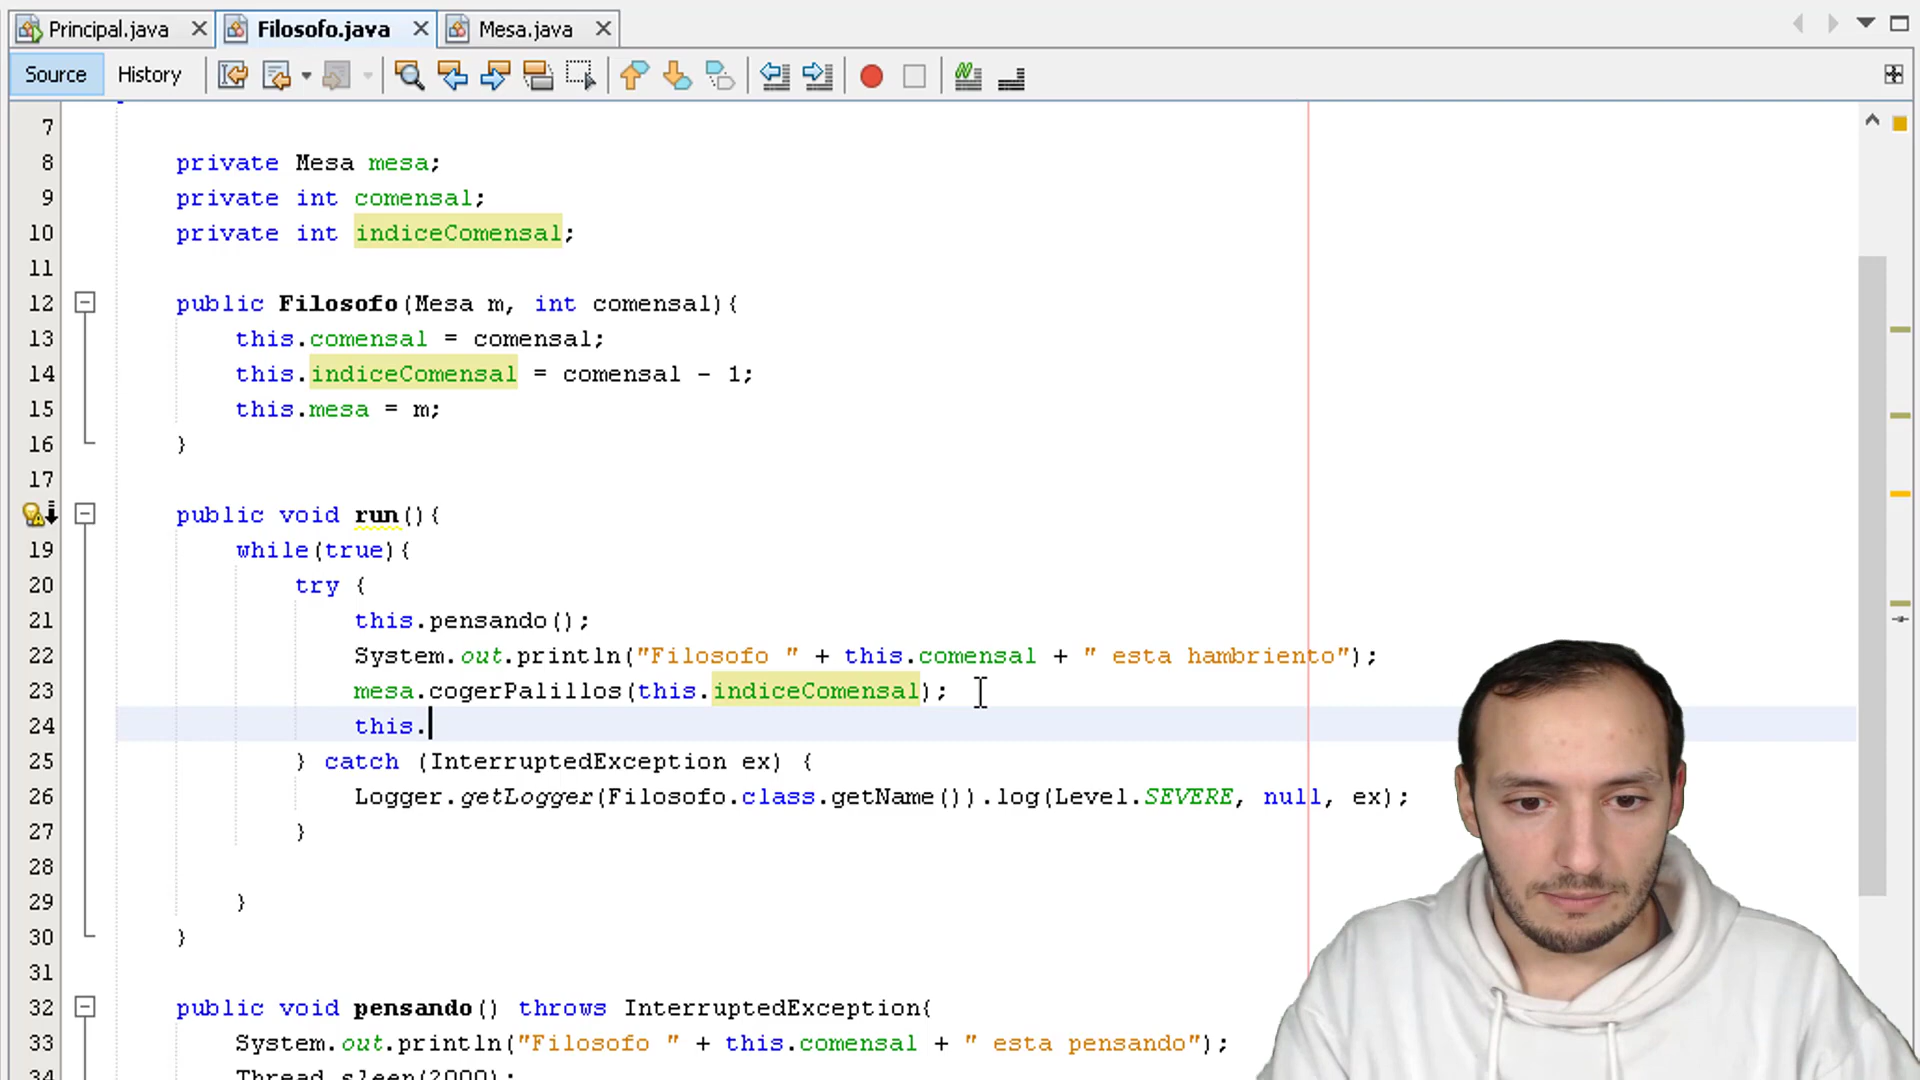 Principal.java Filosofo.java Mesa.java
Source History
7
8 private Mesa mesa;
9 private int comensal;
10 private int indiceComensal;
11
12 public Filosofo(Mesa m, int comensal){
13 this.comensal = comensal;
14 this.indiceComensal = comensal - 1;
15 this.mesa = m;
16 }
17
public void run(){
19 while(true){
20 try {
21 this.pensando();
22 System.out.println("Filosofo " + this.comensal + " esta hambriento");
23 mesa.cogerPalillos(this.indiceComensal);
24 this.
25 } catch (InterruptedException ex) {
26 Logger.getLogger(Filosofo.class.getName()).log(Level.SEVERE, null, ex);
27 }
28
29 }
30 }
31
32 public void pensando() throws InterruptedException{
33 System.out.println("Filosofo " + this.comensal + " esta pensando");
34 Thread.sleep(2000);